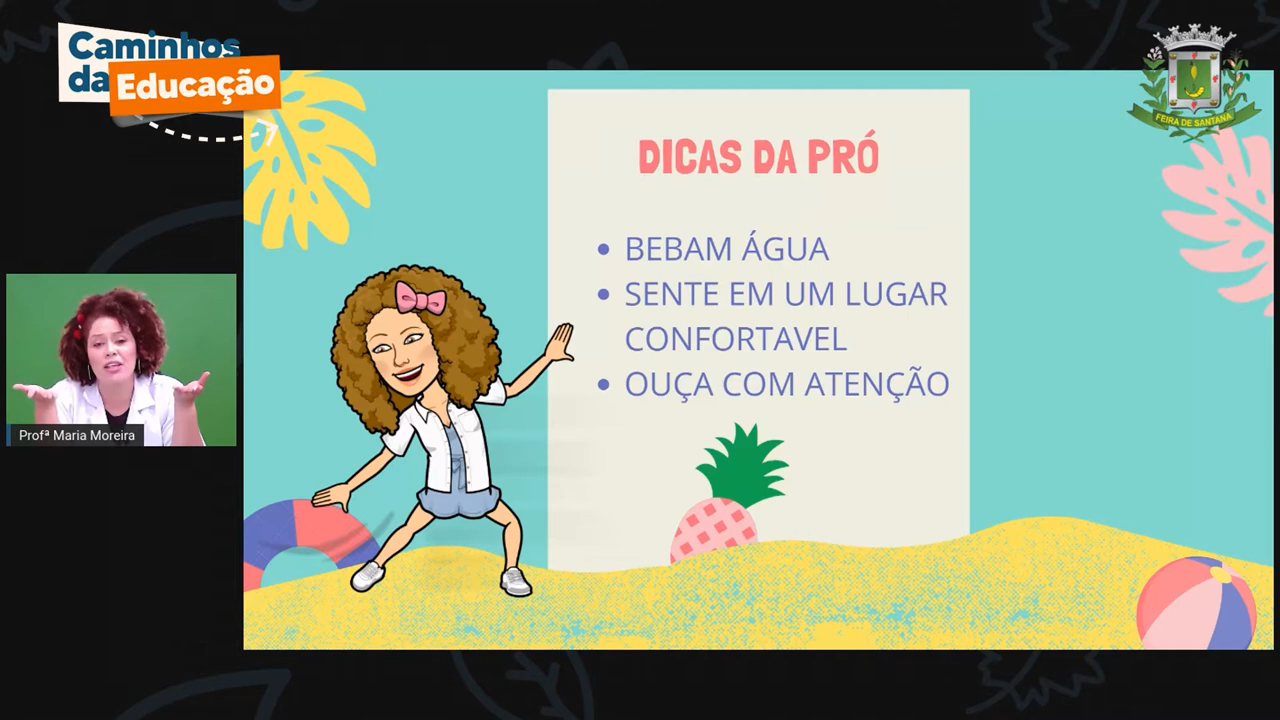 Caminhos
da Educação
FEIRA DE SANTANA
DICAS DA PRÓ
• BEBAM ÁGUA
• SENTE EM UM LUGAR
CONFORTAVEL
• OUÇA COM ATENÇÃO
Profª Maria Moreira